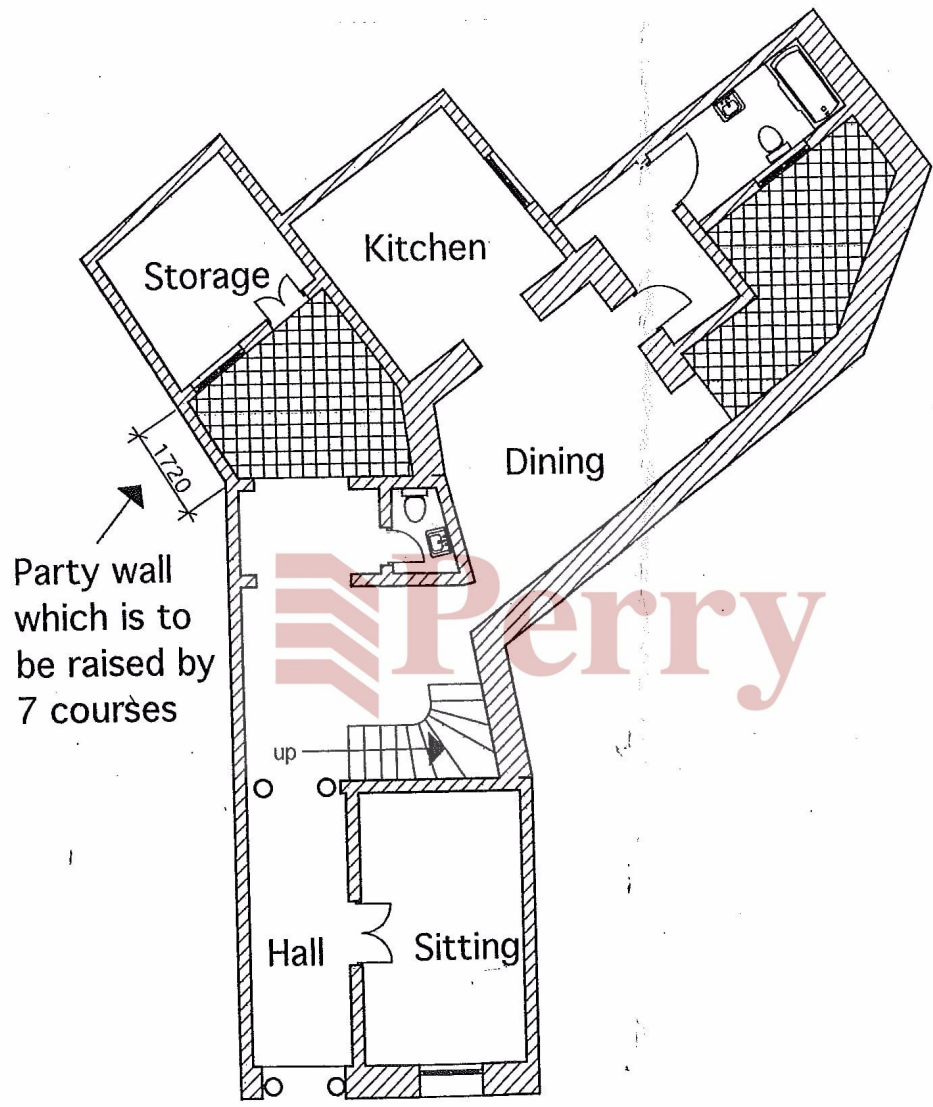 Kitchen
Storage
Dining
1720
Party wall
which is to
be raised by
7 courses
Perry
up
Hall
Sitting